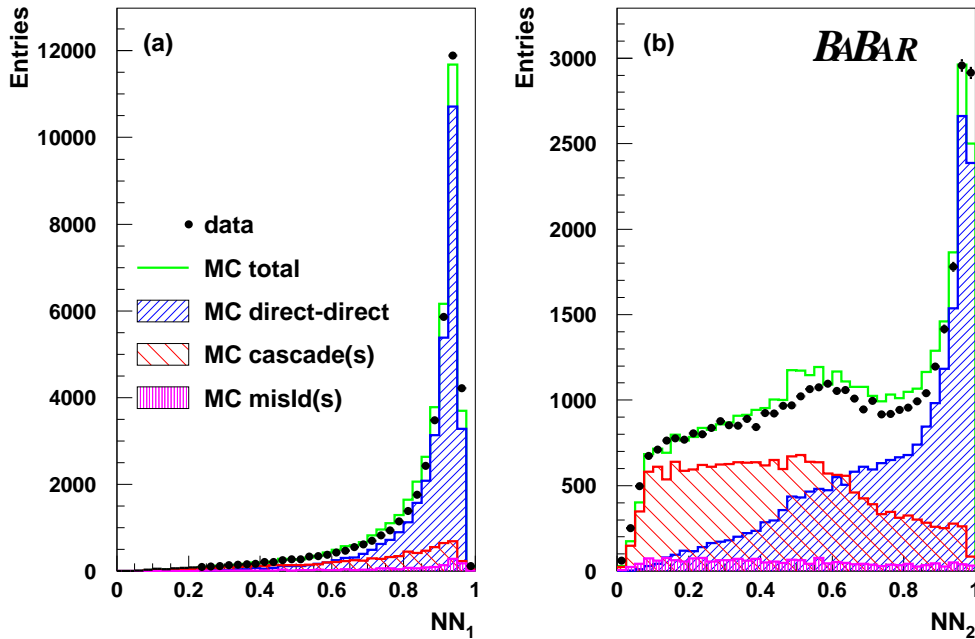 Entries
(a)
12000
10000
8000
6000
4000
2000
0
data
MC total
MC direct-direct
MC cascade(s)
MC misId(s)
0 0.2 0.4 0.6 0.8 1
NN1
Entries
(b)
BABAR
3000
2500
2000
1500
1000
500
0
0 0.2 0.4 0.6 0.8 1
NN2